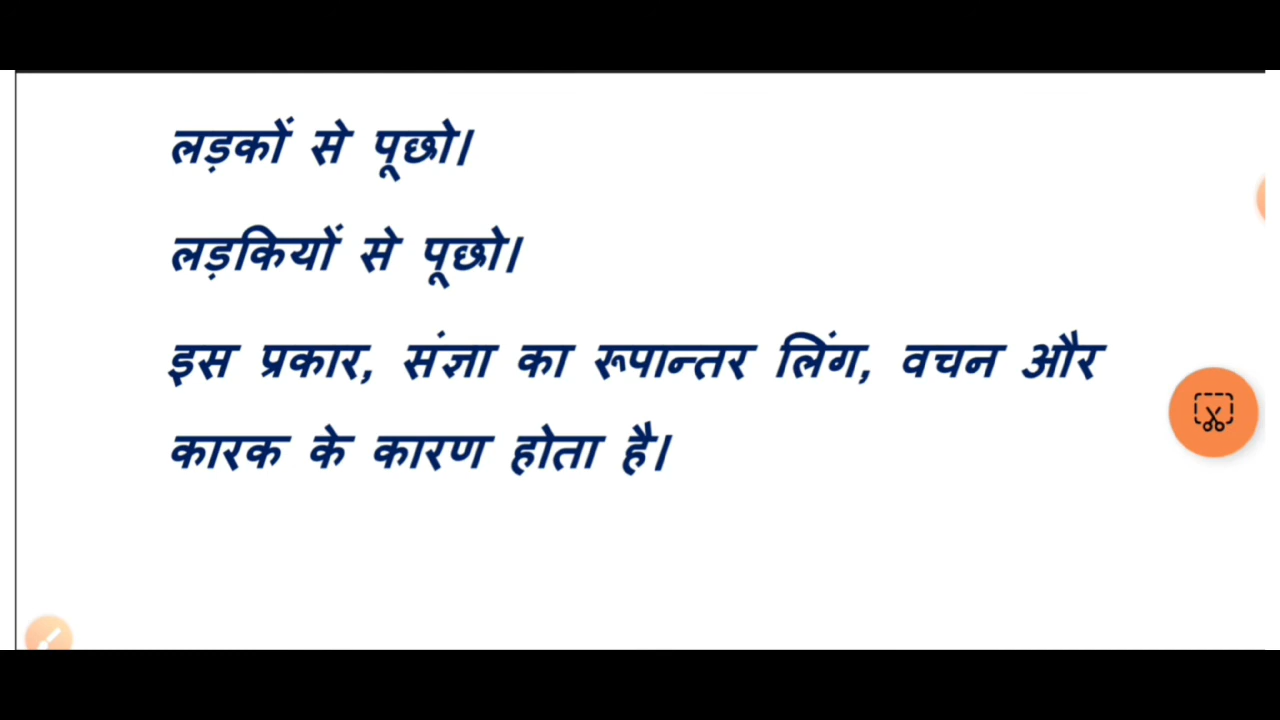 लड़कों से पूछो।
लड़कियों से पूछो।
इस प्रकार, संज्ञा का रूपान्तर लिंग, वचन और
कारक के कारण होता है।